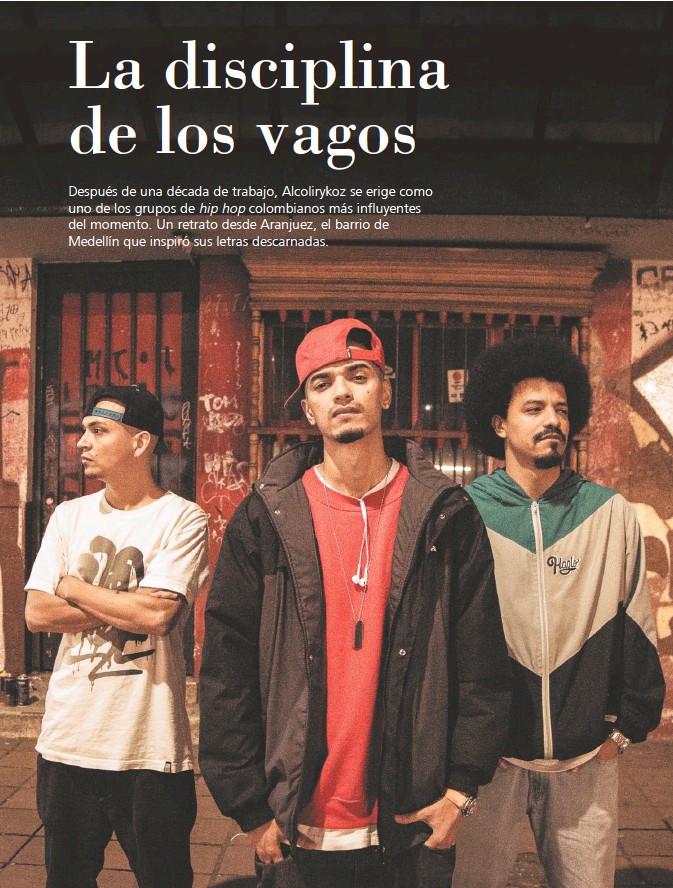 La disciplina
de los vagos
Después de una década de trabajo, Alcolirykoz se erige como
uno de los grupos de hip hop colombianos más influyentes
del momento. Un retrato desde Aranjuez, el barrio de
Medellín que inspiró sus letras descarnadas.